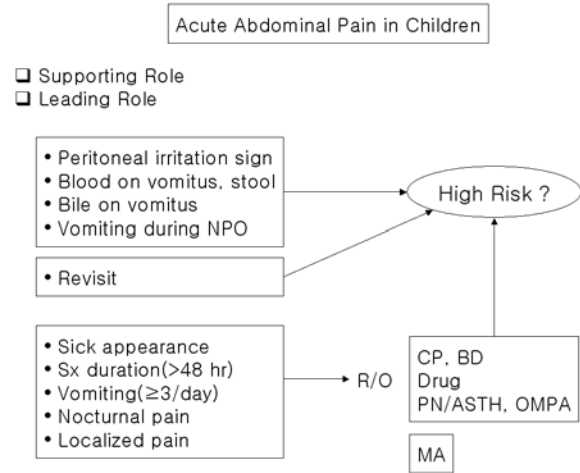 Acute Abdominal Pain in Children
❑ Supporting Role
❑ Leading Role
• Peritoneal irritation sign
• Blood on vomitus, stool
• Bile on vomitus
• Vomiting during NPO
High Risk ?
• Revisit
• Sick appearance
• Sx duration(>48 hr)
• Vomiting(≥3/day)
• Nocturnal pain
• Localized pain
R/O
CP, BD
Drug
PN/ASTH, OMPA
MA